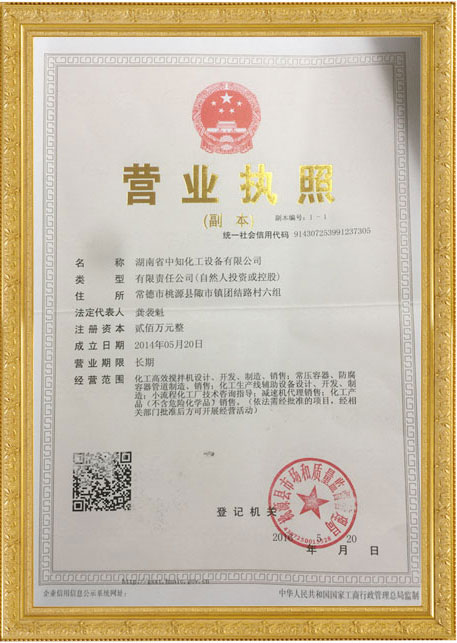 营业执照
(副 本) 副本编号：1－1
统一社会信用代码 914307253991237305
名 称 湖南省中知化工设备有限公司
类 型 有限责任公司(自然人投资或控股)
住 所 常德市桃源县陬市镇团结路村六组
法定代表人 龚袭魁
注册资本 贰佰万元整
成立日期 2014年05月20日
营业期限 长期
经营范围 化工高效搅拌机设计、开发、制造、销售；常压容器、防腐
容器管道制造、销售；化工生产线辅助设备设计、开发、制
造；小流程化工厂技术咨询指导；减速机代理销售；化工产
品（不含危险化学品）销售。（依法需经批准的项目，经相
关部门批准后方可开展经营活动）
登记机关
5 20
年 月 日
企业信用信息公示系统网址：
中华人民共和国国家工商行政管理总局监制